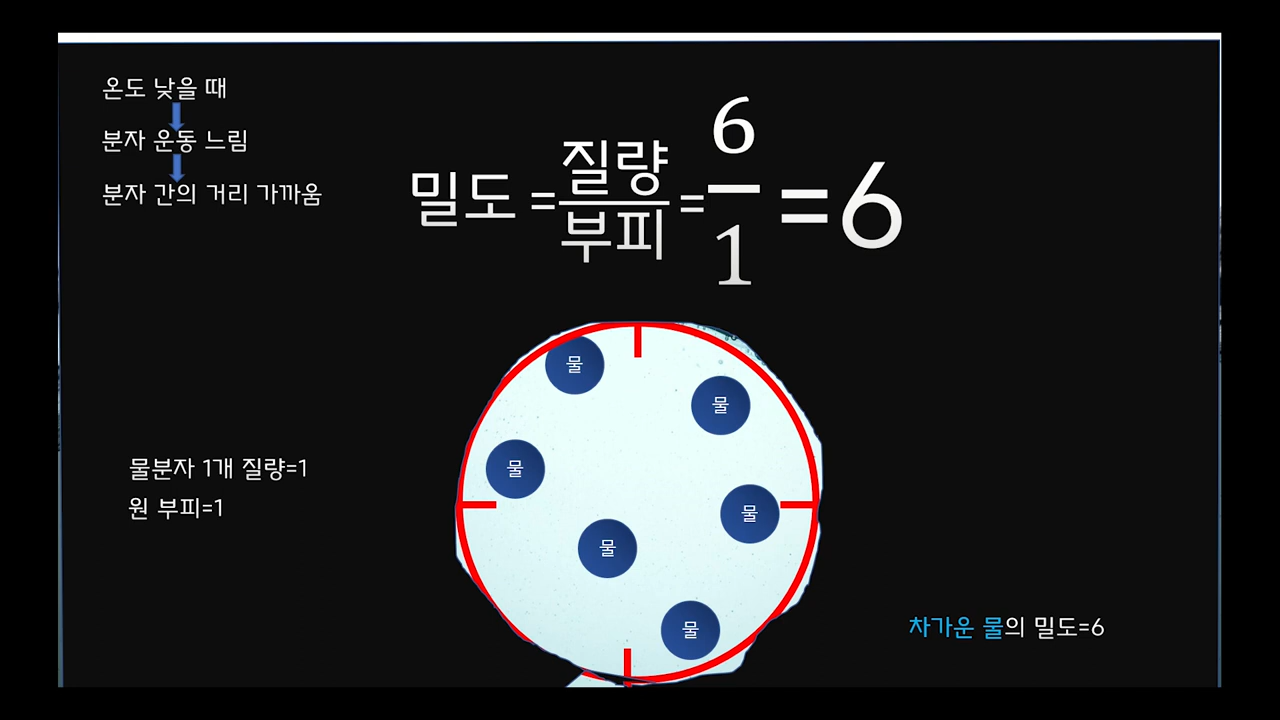 온도 낮을 때
분자 운동 느림
분자 간의 거리 가까움
밀도 = 질량/부피 = 6/1 =6
물
물
물
물
물
물
물분자 1개 질량=1
원 부피=1
차가운 물의 밀도=6